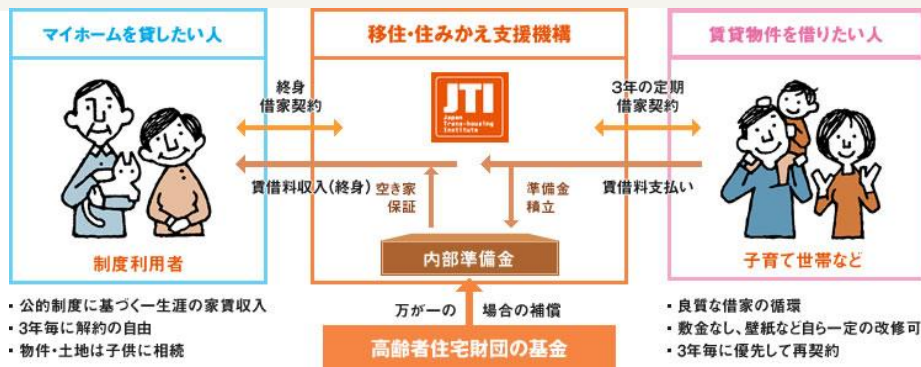 マイホームを貸したい人
移住・住みかえ支援機構
賃貸物件を借りたい人
終身
借家契約
JTI
Japan
Trans-housing
Institute
3年の定期
借家契約
賃借料収入(終身)
空き家
保証
準備金
積立
賃借料支払い
制度利用者
内部準備金
子育て世帯など
・公的制度に基づく一生涯の家賃収入
・3年毎に解約の自由
・物件・土地は子供に相続
万が一の 場合の補償
高齢者住宅財団の基金
・良質な借家の循環
・敷金なし、壁紙など自ら一定の改修可
・3年毎に優先して再契約